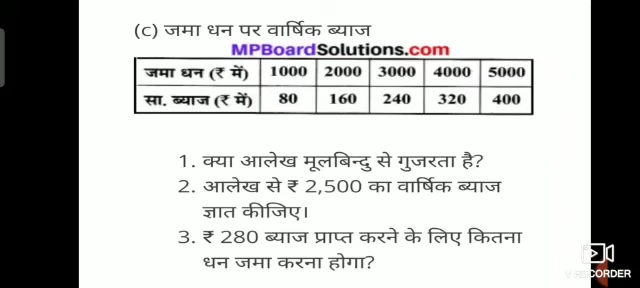 (c) जमा धन पर वार्षिक ब्याज
MPBoardSolutions.com
जमा धन (₹ में) 1000 2000 3000 4000 5000
सा. ब्याज (₹ में) 80 160 240 320 400
1. क्या आलेख मूलबिन्दु से गुजरता है?
2. आलेख से ₹ 2,500 का वार्षिक ब्याज
ज्ञात कीजिए।
3. ₹ 280 ब्याज प्राप्त करने के लिए कितना
धन जमा करना होगा?